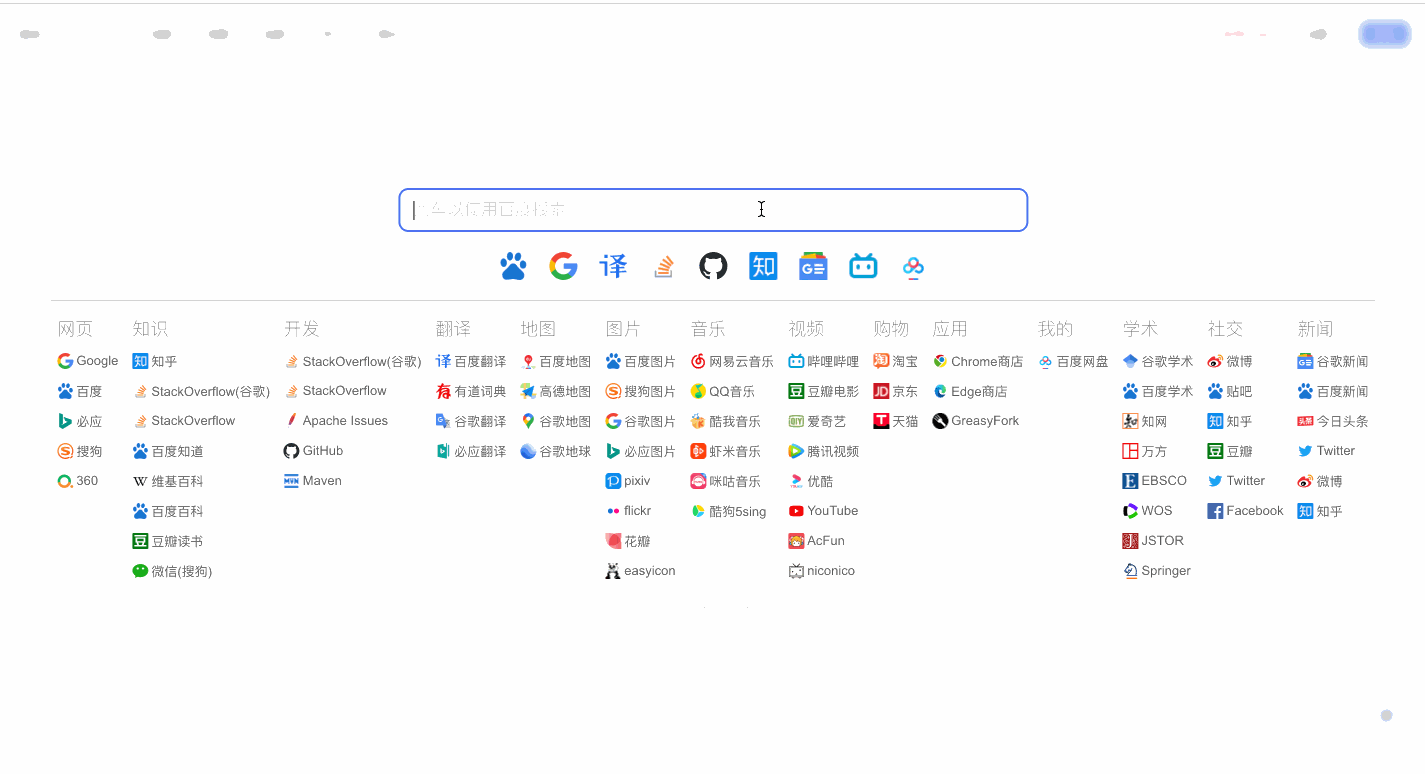 网页 知识 开发 翻译 地图 图片 音乐 视频 购物 应用 我的 学术 社交 新闻
Google 知乎 StackOverflow(谷歌) 百度翻译 百度地图 百度图片 网易云音乐 哔哩哔哩 淘宝 Chrome商店 百度网盘 谷歌学术 微博 谷歌新闻
百度 StackOverflow(谷歌) StackOverflow 有道词典 高德地图 搜狗图片 QQ音乐 豆瓣电影 京东 Edge商店 百度学术 贴吧 百度新闻
必应 StackOverflow Apache Issues 谷歌翻译 谷歌地图 谷歌图片 酷我音乐 爱奇艺 天猫 GreasyFork 知网 知乎 今日头条
搜狗 百度知道 GitHub 必应翻译 谷歌地球 必应图片 虾米音乐 腾讯视频 万方 豆瓣 Twitter
360 维基百科 Maven pixiv 咪咕音乐 优酷 EBSCO Twitter 微博
百度百科 flickr 酷狗5sing YouTube WOS Facebook 知乎
豆瓣读书 花瓣 AcFun JSTOR
微信(搜狗) easyicon niconico Springer